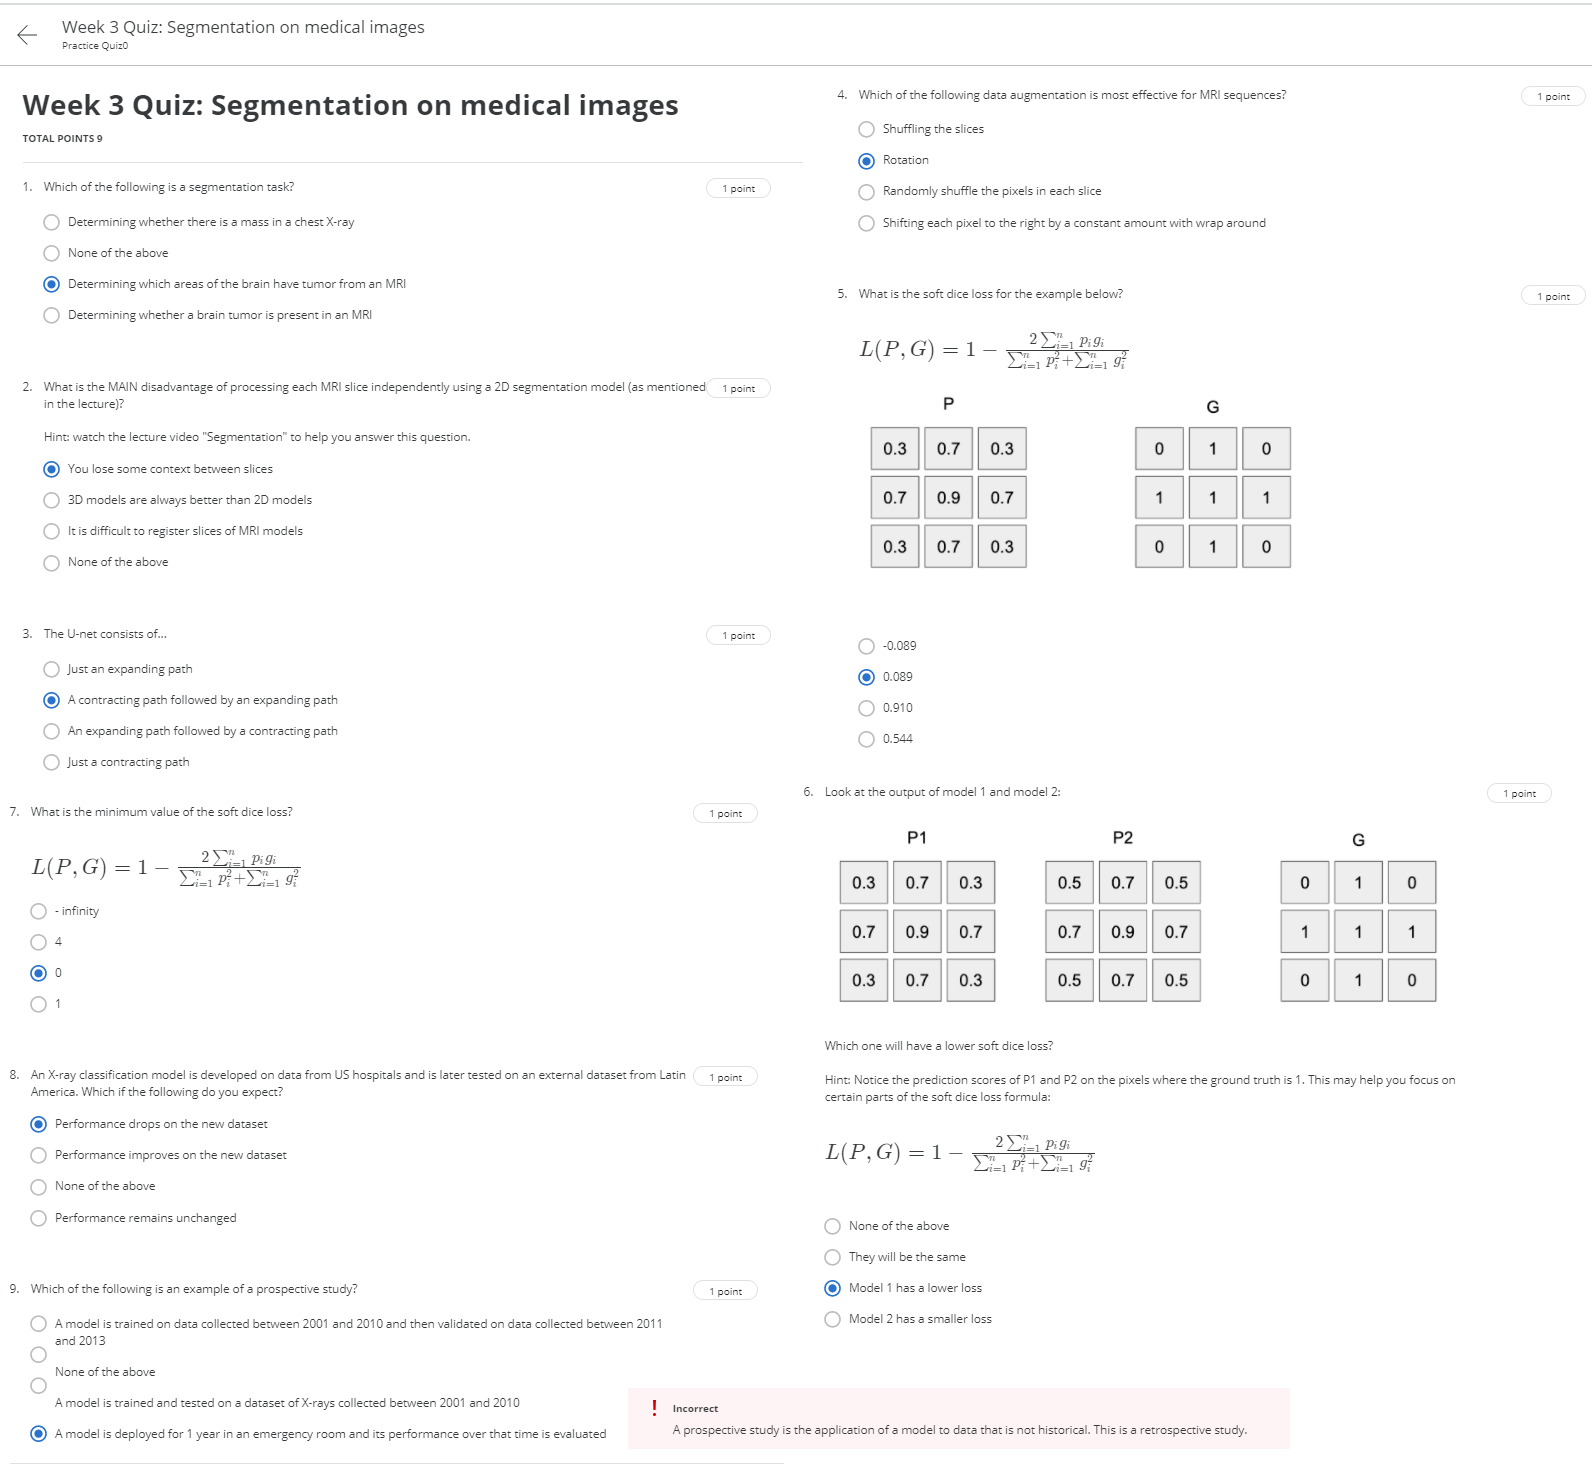 Week 3 Quiz: Segmentation on medical images
Practice Quiz0
Week 3 Quiz: Segmentation on medical images
TOTAL POINTS 9
1. Which of the following is a segmentation task?
1 point
Determining whether there is a mass in a chest X-ray
None of the above
Determining which areas of the brain have tumor from an MRI
Determining whether a brain tumor is present in an MRI
2. What is the MAIN disadvantage of processing each MRI slice independently using a 2D segmentation model (as mentioned
in the lecture)?
1 point
Hint: watch the lecture video "Segmentation" to help you answer this question.
You lose some context between slices
3D models are always better than 2D models
It is difficult to register slices of MRI models
None of the above
3. The U-net consists of...
1 point
Just an expanding path
A contracting path followed by an expanding path
An expanding path followed by a contracting path
Just a contracting path
4. Which of the following data augmentation is most effective for MRI sequences?
1 point
Shuffling the slices
Rotation
Randomly shuffle the pixels in each slice
Shifting each pixel to the right by a constant amount with wrap around
5. What is the soft dice loss for the example below?
1 point
L(P, G) = 1 − \frac{2 \sum_{i=1}^{n} p_i g_i}{\sum_{i=1}^{n} p_i^2 + \sum_{i=1}^{n} g_i^2}
P G
0.3 0.7 0.3 0 1 0
0.7 0.9 0.7 1 1 1
0.3 0.7 0.3 0 1 0
-0.089
0.089
0.910
0.544
6. Look at the output of model 1 and model 2:
1 point
P1 P2 G
0.3 0.7 0.3 0.5 0.7 0.5 0 1 0
0.7 0.9 0.7 0.7 0.9 0.7 1 1 1
0.3 0.7 0.3 0.5 0.7 0.5 0 1 0
Which one will have a lower soft dice loss?
Hint: Notice the prediction scores of P1 and P2 on the pixels where the ground truth is 1. This may help you focus on
certain parts of the soft dice loss formula:
L(P, G) = 1 − \frac{2 \sum_{i=1}^{n} p_i g_i}{\sum_{i=1}^{n} p_i^2 + \sum_{i=1}^{n} g_i^2}
None of the above
They will be the same
Model 1 has a lower loss
Model 2 has a smaller loss
7. What is the minimum value of the soft dice loss?
1 point
L(P, G) = 1 − \frac{2 \sum_{i=1}^{n} p_i g_i}{\sum_{i=1}^{n} p_i^2 + \sum_{i=1}^{n} g_i^2}
- infinity
4
0
1
8. An X-ray classification model is developed on data from US hospitals and is later tested on an external dataset from Latin
America. Which if the following do you expect?
1 point
Performance drops on the new dataset
Performance improves on the new dataset
None of the above
Performance remains unchanged
9. Which of the following is an example of a prospective study?
1 point
A model is trained on data collected between 2001 and 2010 and then validated on data collected between 2011
and 2013
None of the above
A model is trained and tested on a dataset of X-rays collected between 2001 and 2010
A model is deployed for 1 year in an emergency room and its performance over that time is evaluated
! Incorrect
A prospective study is the application of a model to data that is not historical. This is a retrospective study.